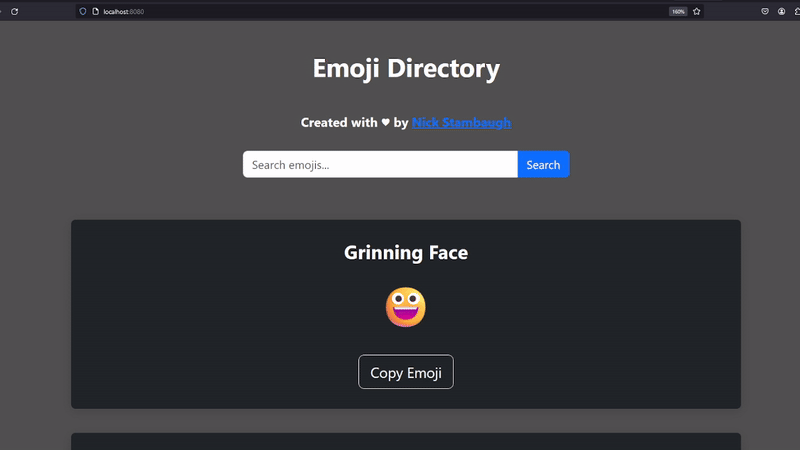 localhost:8080
160%
Emoji Directory
Created with ❤ by Nick Stambaugh
Search emojis...
Search
Grinning Face
Copy Emoji